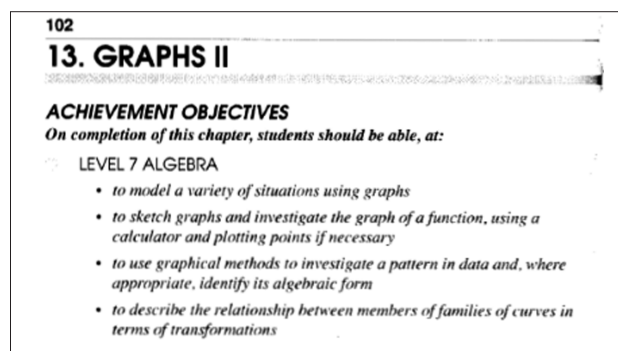 102
13. GRAPHS II
ACHIEVEMENT OBJECTIVES
On completion of this chapter, students should be able, at:
LEVEL 7 ALGEBRA
• to model a variety of situations using graphs
• to sketch graphs and investigate the graph of a function, using a
calculator and plotting points if necessary
• to use graphical methods to investigate a pattern in data and, where
appropriate, identify its algebraic form
• to describe the relationship between members of families of curves in
terms of transformations